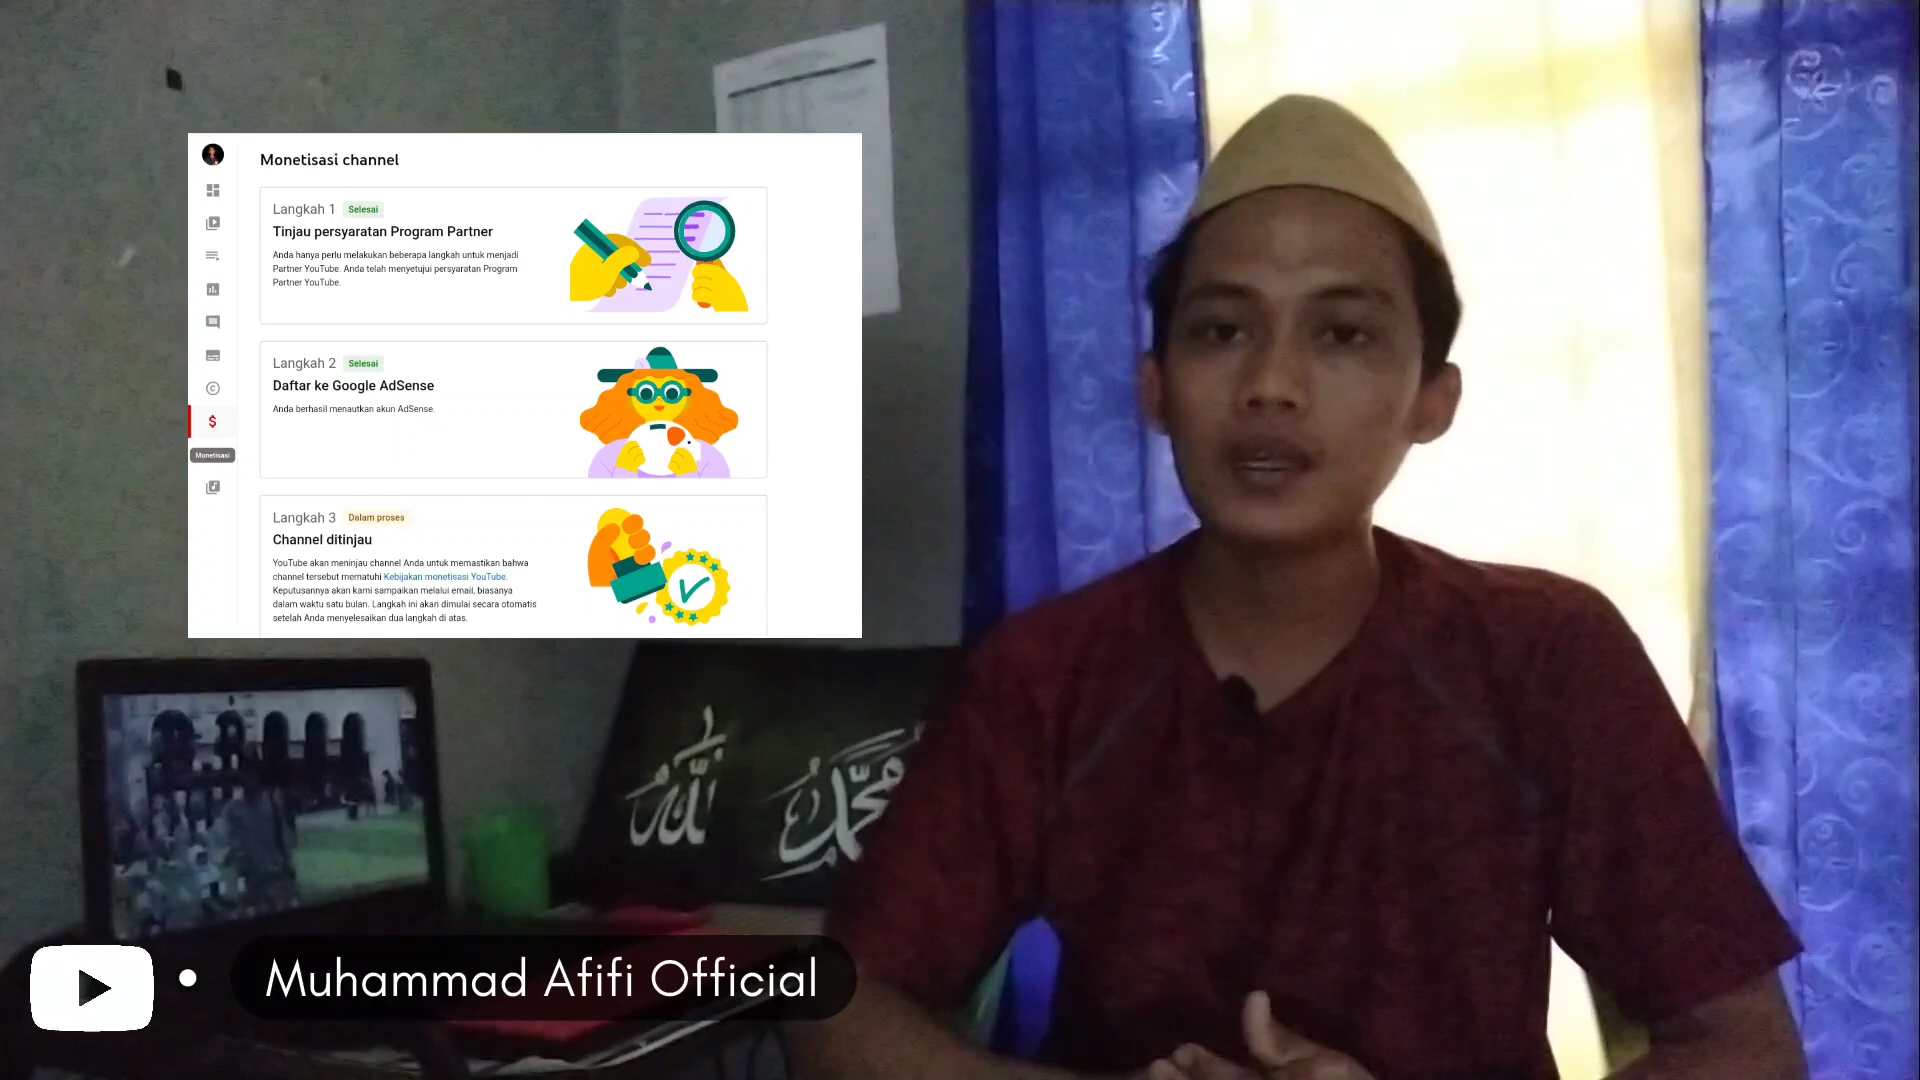 Monetisasi channel
Langkah 1 Selesai
Tinjau persyaratan Program Partner
Anda hanya perlu melakukan beberapa langkah untuk menjadi
Partner YouTube. Anda telah menyetujui persyaratan Program
Partner YouTube.
Langkah 2 Selesai
Daftar ke Google AdSense
Anda berhasil menautkan akun AdSense.
Monetisasi
Langkah 3 Dalam proses
Channel ditinjau
YouTube akan meninjau channel Anda untuk memastikan bahwa
channel tersebut mematuhi Kebijakan monetisasi YouTube.
Keputusannya akan kami sampaikan melalui email, biasanya
dalam waktu satu bulan. Langkah ini akan dimulai secara otomatis
setelah Anda menyelesaikan dua langkah di atas.
الله
محمد
Muhammad Afifi Official